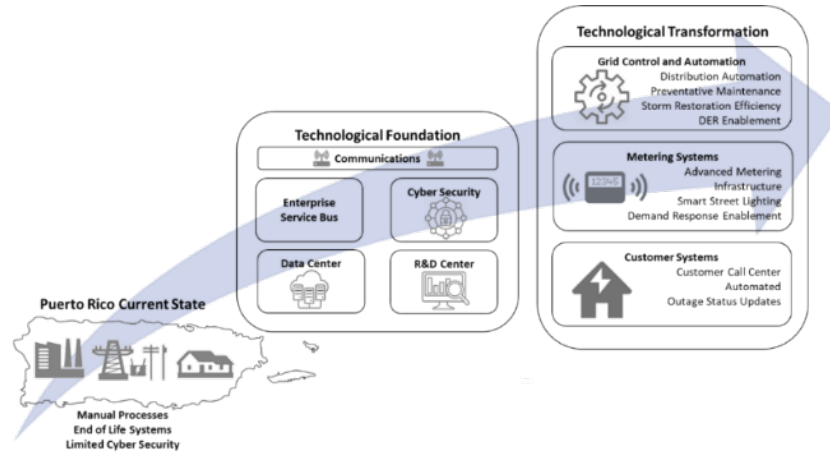 Technological Transformation
Grid Control and Automation
Distribution Automation
Preventative Maintenance
Storm Restoration Efficiency
DER Enablement
Metering Systems
12345
Advanced Metering
Infrastructure
Smart Street Lighting
Demand Response Enablement
Customer Systems
Customer Call Center
Automated
Outage Status Updates
Technological Foundation
Communications
Enterprise
Service Bus
Cyber Security
Data Center
R&D Center
Puerto Rico Current State
Manual Processes
End of Life Systems
Limited Cyber Security